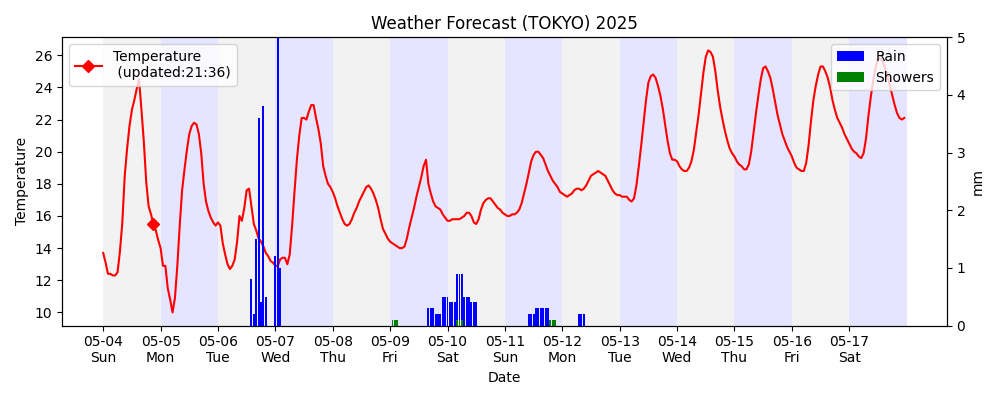 Weather Forecast (TOKYO) 2025
Temperature
(updated:21:36)
Rain
Showers
Temperature
26
24
22
20
18
16
14
12
10
5
4
3
2
1
0
mm
05-04 05-05 05-06 05-07 05-08 05-09 05-10 05-11 05-12 05-13 05-14 05-15 05-16 05-17
Sun Mon Tue Wed Thu Fri Sat Sun Mon Tue Wed Thu Fri Sat
Date